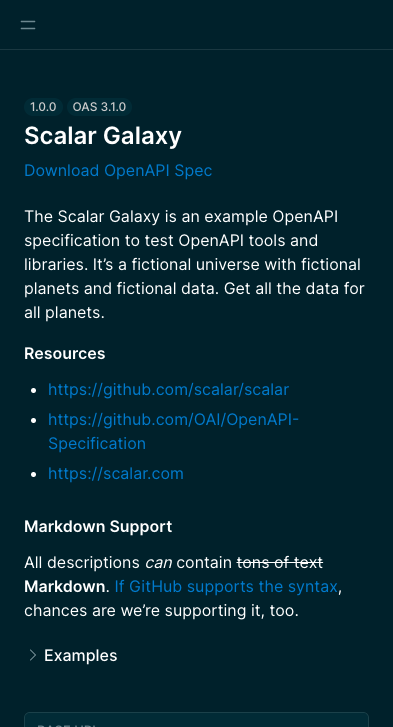 1.0.0 OAS 3.1.0
Scalar Galaxy
Download OpenAPI Spec
The Scalar Galaxy is an example OpenAPI
specification to test OpenAPI tools and
libraries. It’s a fictional universe with fictional
planets and fictional data. Get all the data for
all planets.
Resources
https://github.com/scalar/scalar
https://github.com/OAI/OpenAPI-
Specification
https://scalar.com
Markdown Support
All descriptions can contain tons of text
Markdown. If GitHub supports the syntax,
chances are we’re supporting it, too.
Examples